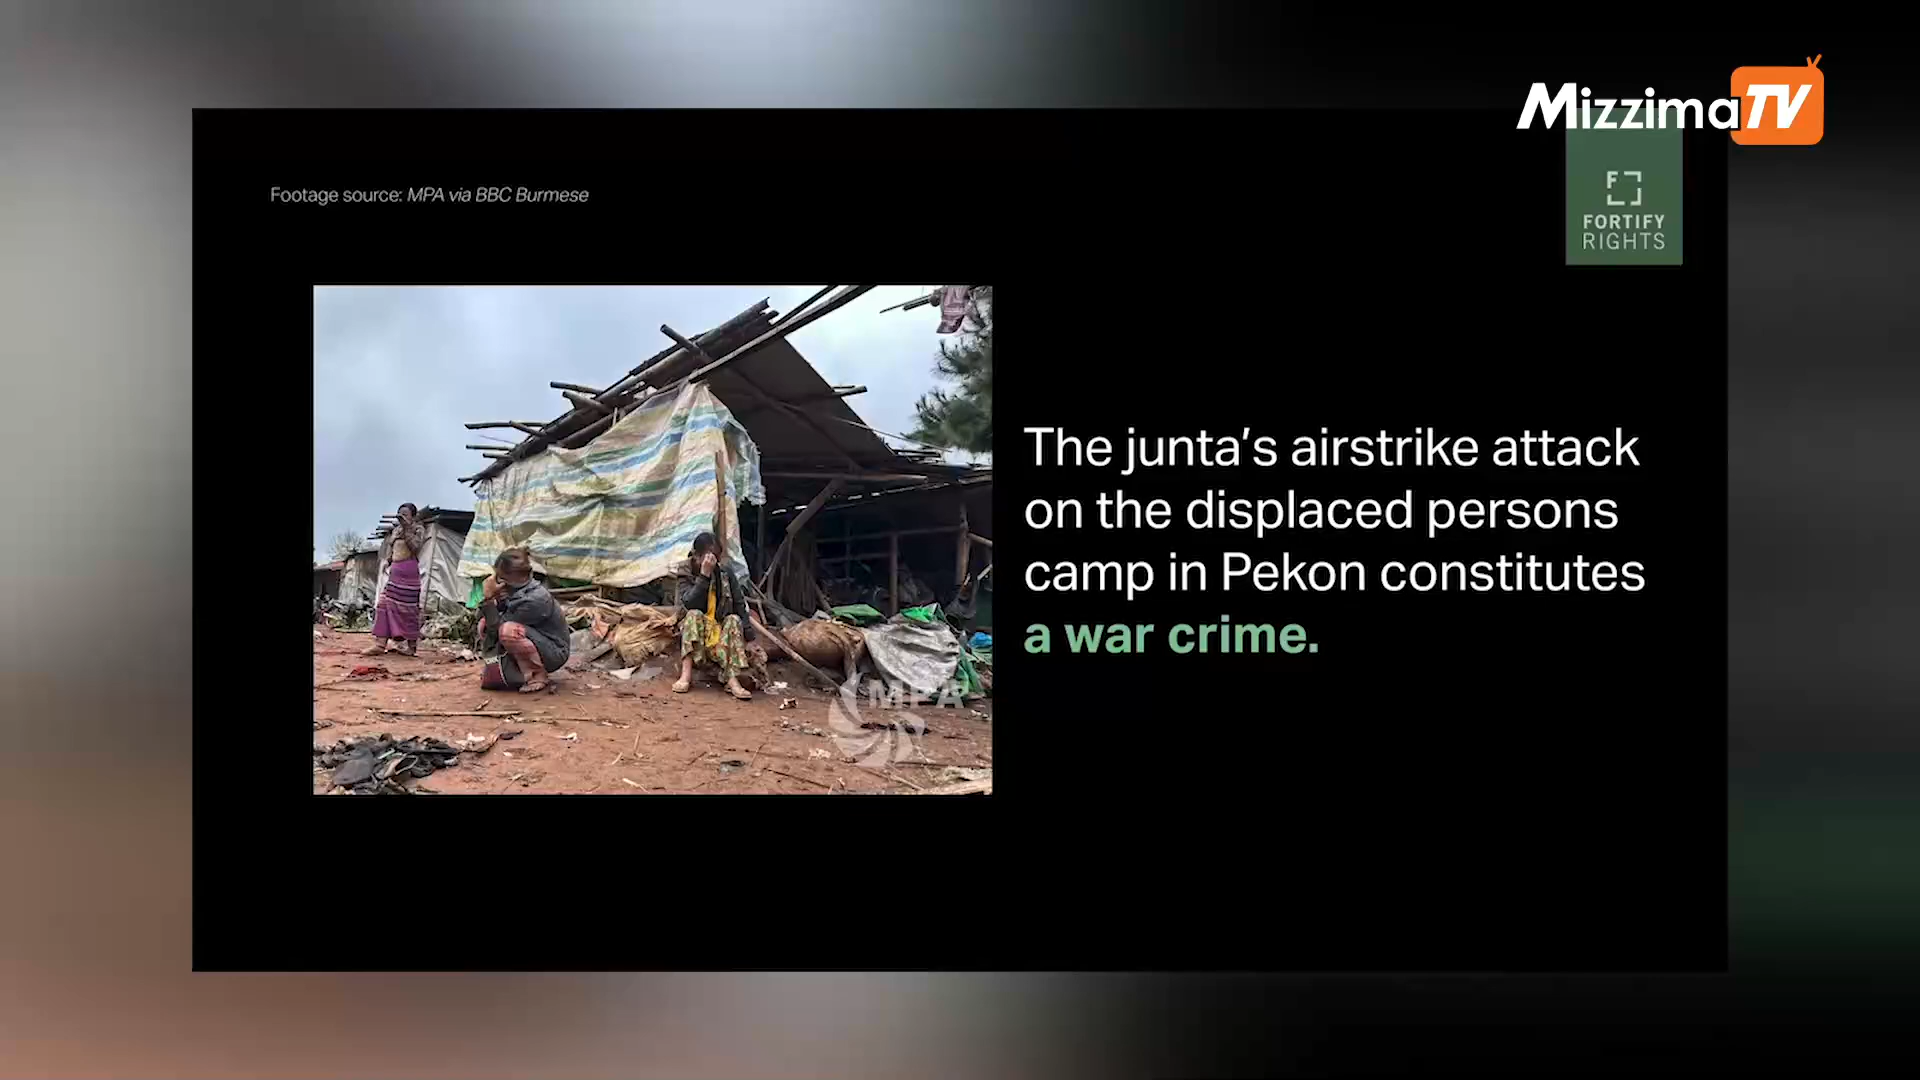 MizzimaTV
Footage source: MPA via BBC Burmese
FORTIFY
RIGHTS
The junta's airstrike attack
on the displaced persons
camp in Pekon constitutes
a war crime.
MPA